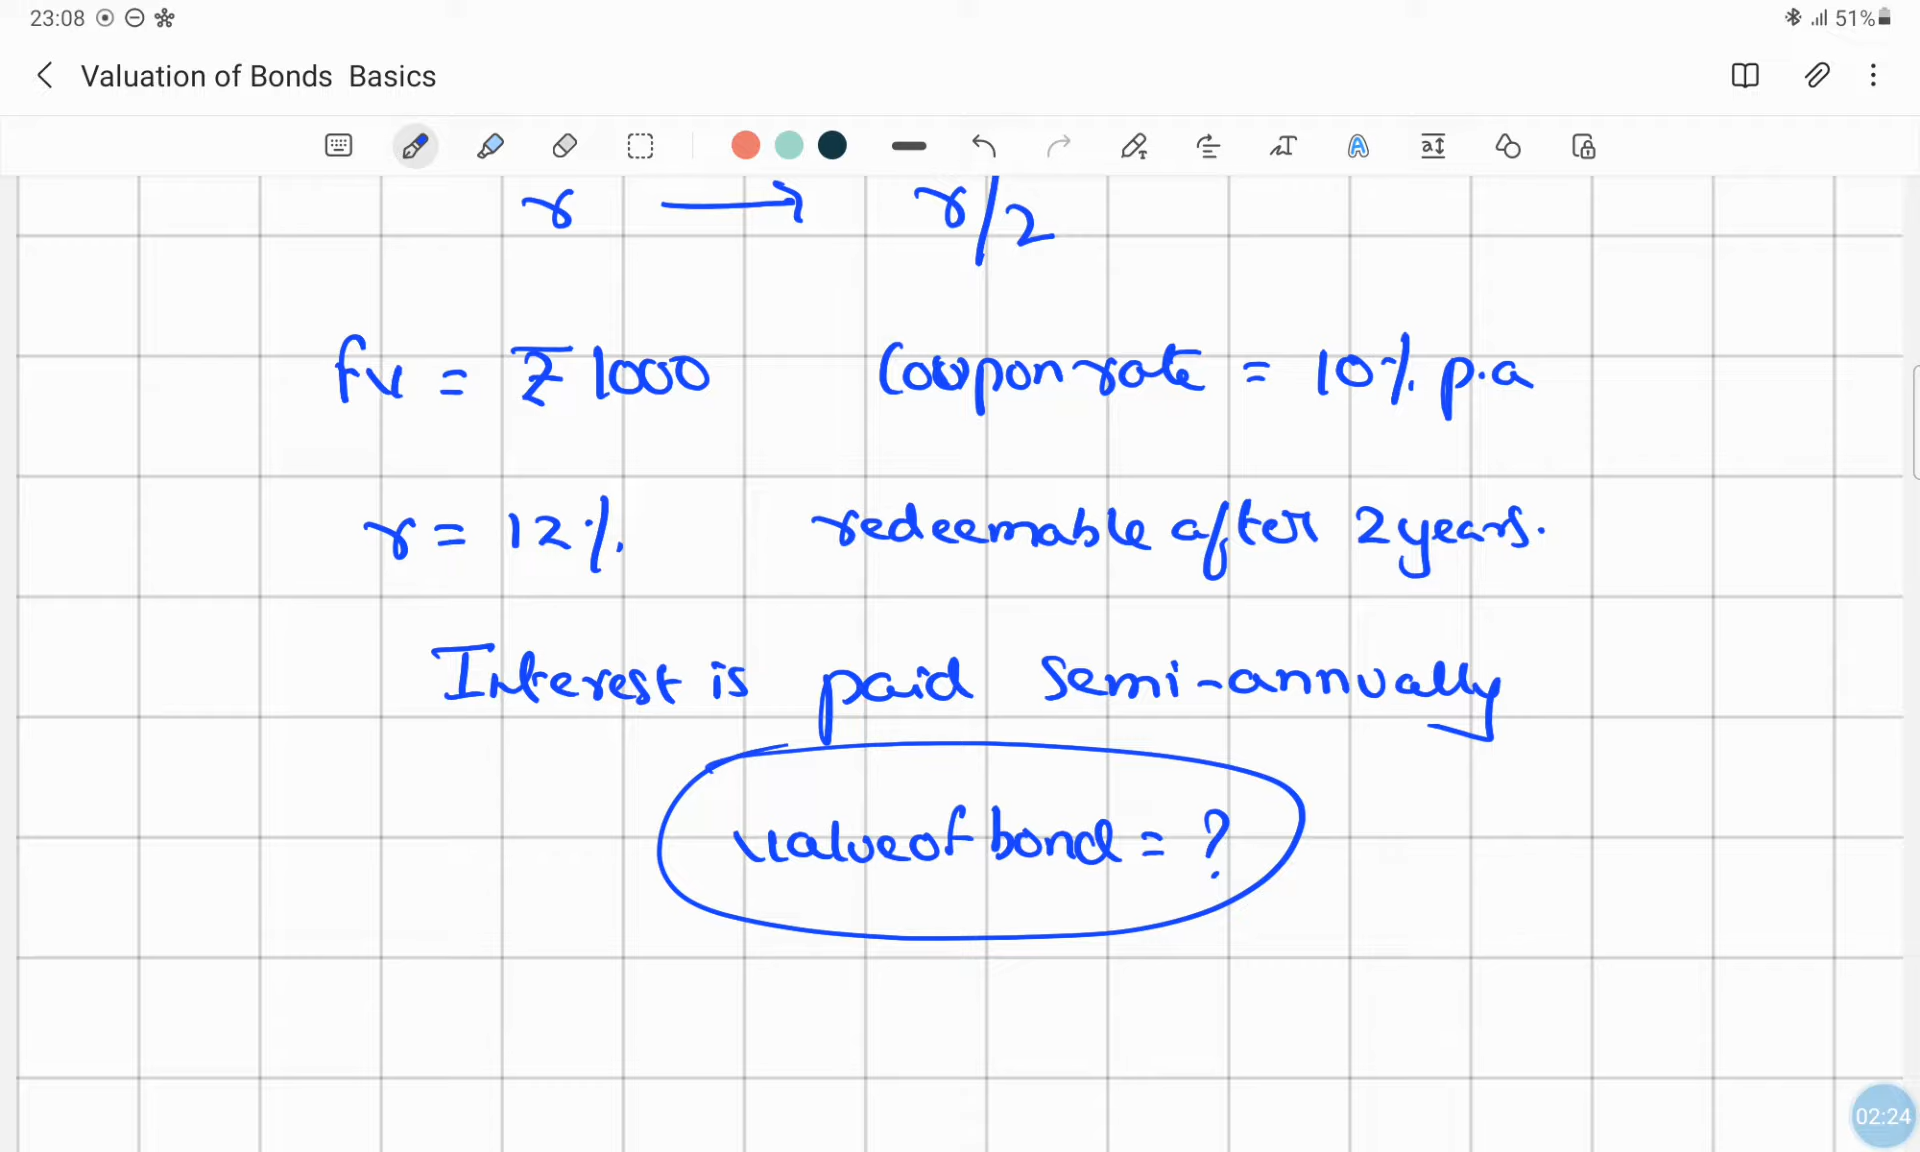 23:08 51%
Valuation of Bonds Basics
r → r/2
fv = ₹ 1000 Coupon rate = 10% p.a
r = 12% redeemable after 2 years.
Interest is paid semi-annually
value of bond = ?
02:24